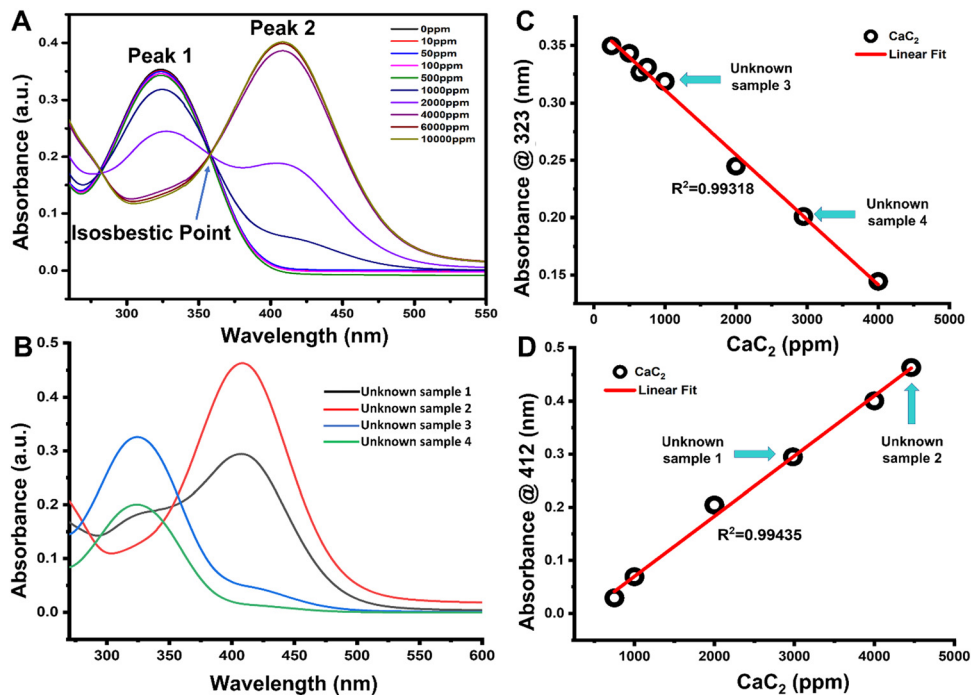 A
Peak 1
Peak 2
0ppm
10ppm
50ppm
100ppm
500ppm
1000ppm
2000ppm
4000ppm
6000ppm
10000ppm
Isosbestic Point
Absorbance (a.u.)
0.4
0.3
0.2
0.1
0.0
300 350 400 450 500 550
Wavelength (nm)
C
CaC₂
Linear Fit
Unknown
sample 3
R²=0.99318
Unknown
sample 4
Absorbance @ 323 (nm)
0.35
0.30
0.25
0.20
0.15
0 1000 2000 3000 4000 5000
CaC₂ (ppm)
B
Unknown sample 1
Unknown sample 2
Unknown sample 3
Unknown sample 4
Absorbance (a.u.)
0.5
0.4
0.3
0.2
0.1
0.0
300 350 400 450 500 550 600
Wavelength (nm)
D
CaC₂
Linear Fit
Unknown
sample 1
Unknown
sample 2
R²=0.99435
Absorbance @ 412 (nm)
0.5
0.4
0.3
0.2
0.1
0.0
1000 2000 3000 4000 5000
CaC₂ (ppm)